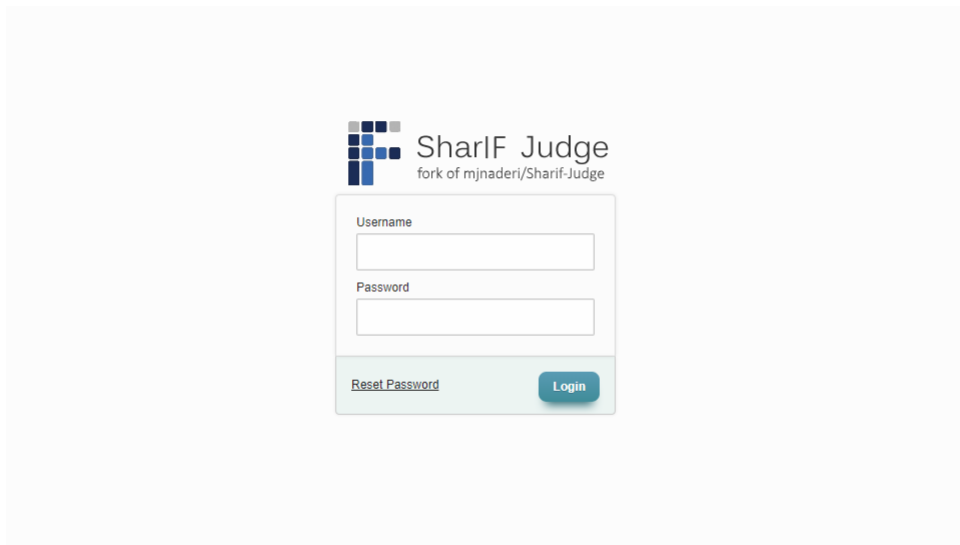 SharIF Judge
fork of mjnaderi/Sharif-Judge
Username
Password
Reset Password
Login